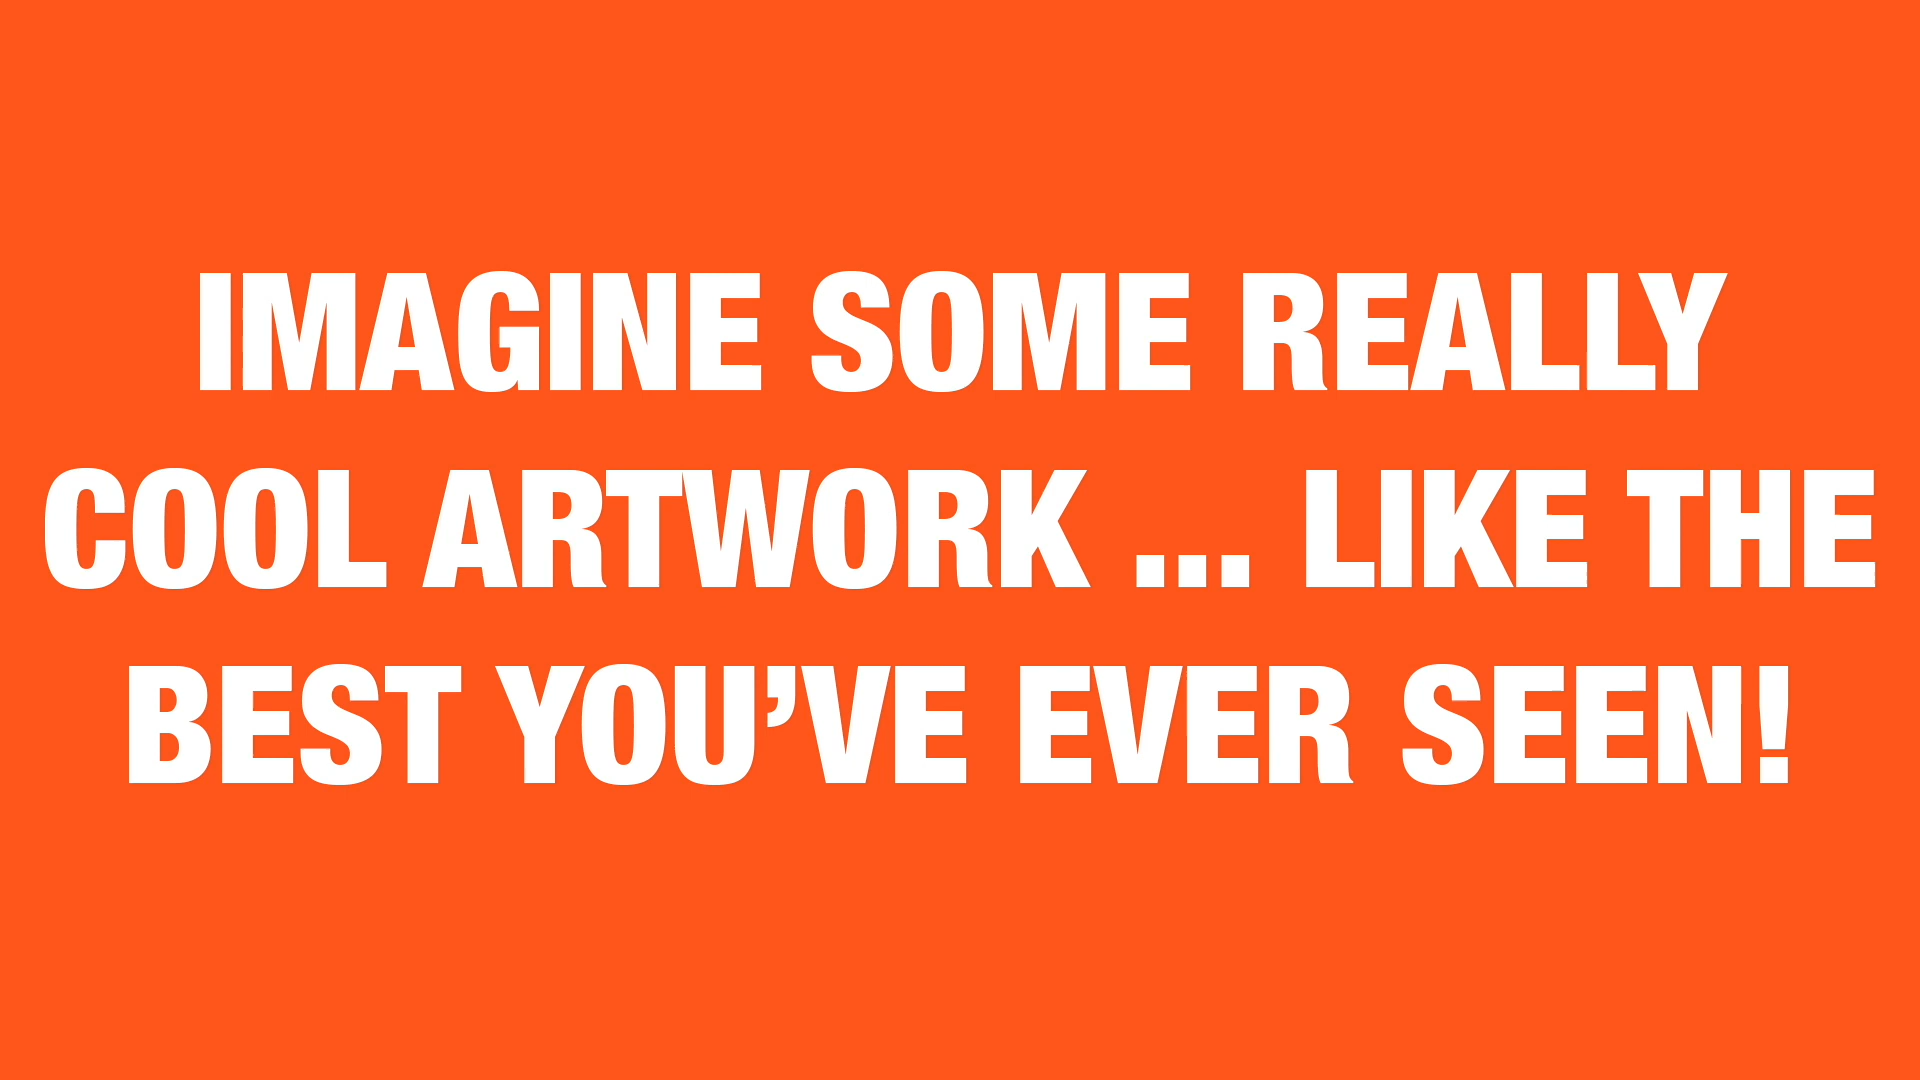 IMAGINE SOME REALLY
COOL ARTWORK ... LIKE THE
BEST YOU’VE EVER SEEN!